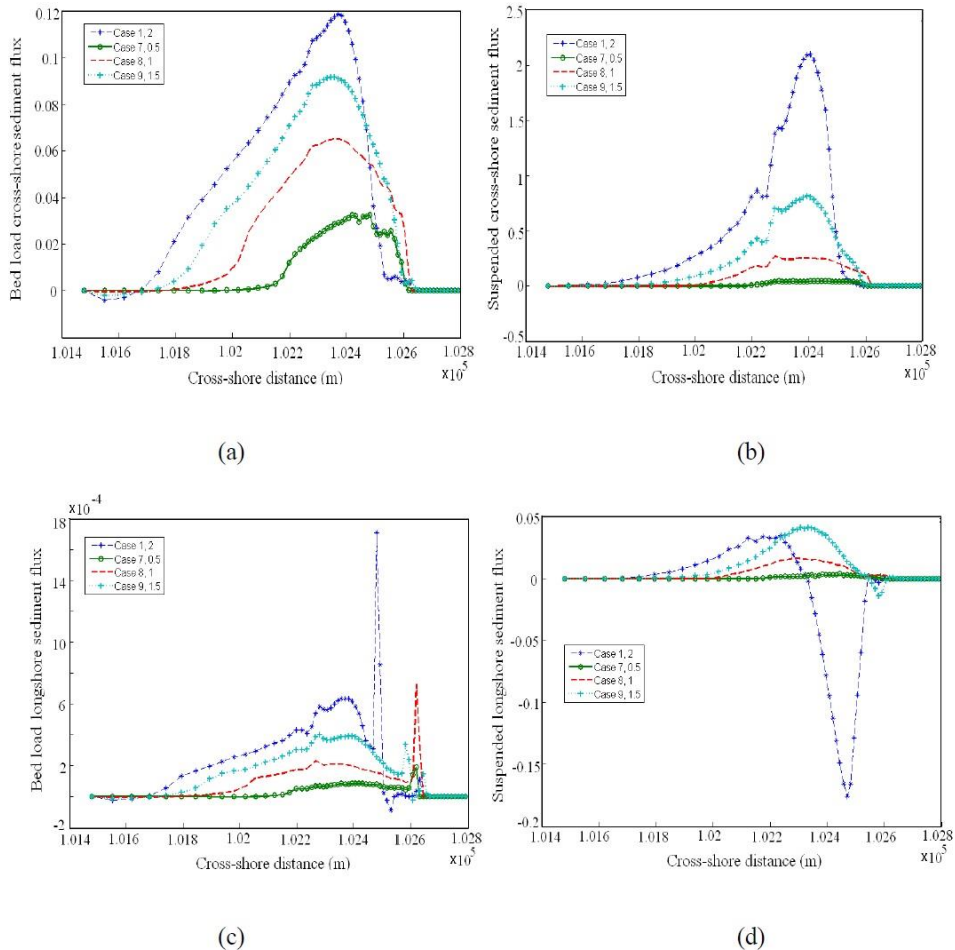 0.12
0.1
0.08
0.06
0.04
0.02
0
Bed load cross-shore sediment flux
Case 1, 2
Case 7, 0.5
Case 8, 1
Case 9, 1.5
1.014 1.016 1.018 1.02 1.022 1.024 1.026 1.028
Cross-shore distance (m)
x10⁵
(a)
2.5
2
1.5
1
0.5
0
-0.5
Suspended cross-shore sediment flux
Case 1, 2
Case 7, 0.5
Case 8, 1
Case 9, 1.5
1.014 1.016 1.018 1.02 1.022 1.024 1.026 1.028
Cross-shore distance (m)
x10⁵
(b)
x10⁻⁴
18
14
10
6
2
-2
Bed load longshore sediment flux
Case 1, 2
Case 7, 0.5
Case 8, 1
Case 9, 1.5
1.014 1.016 1.018 1.02 1.022 1.024 1.026 1.028
Cross-shore distance (m)
x10⁵
(c)
0.05
0
-0.05
-0.1
-0.15
-0.2
Suspended longshore sediment flux
Case 1, 2
Case 7, 0.5
Case 8, 1
Case 9, 1.5
1.014 1.016 1.018 1.02 1.022 1.024 1.026 1.028
Cross-shore distance (m)
x10⁵
(d)